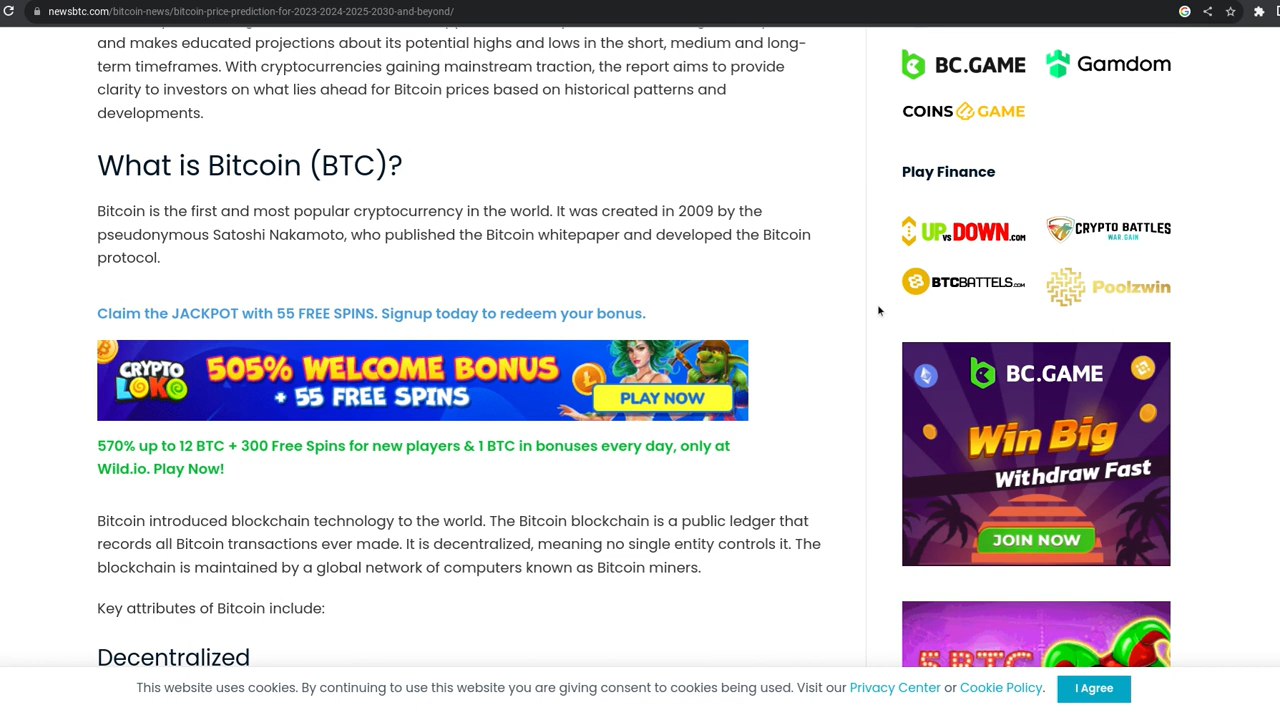 newsbtc.com/bitcoin-news/bitcoin-price-prediction-for-2023-2024-2025-2030-and-beyond/
and makes educated projections about its potential highs and lows in the short, medium and long-
term timeframes. With cryptocurrencies gaining mainstream traction, the report aims to provide
clarity to investors on what lies ahead for Bitcoin prices based on historical patterns and
developments.
What is Bitcoin (BTC)?
Bitcoin is the first and most popular cryptocurrency in the world. It was created in 2009 by the
pseudonymous Satoshi Nakamoto, who published the Bitcoin whitepaper and developed the Bitcoin
protocol.
Claim the JACKPOT with 55 FREE SPINS. Signup today to redeem your bonus.
CRYPTO
LOKO
505% WELCOME BONUS
+ 55 FREE SPINS
PLAY NOW
570% up to 12 BTC + 300 Free Spins for new players & 1 BTC in bonuses every day, only at
Wild.io. Play Now!
Bitcoin introduced blockchain technology to the world. The Bitcoin blockchain is a public ledger that
records all Bitcoin transactions ever made. It is decentralized, meaning no single entity controls it. The
blockchain is maintained by a global network of computers known as Bitcoin miners.
Key attributes of Bitcoin include:
Decentralized
BC.GAME
Gamdom
COINS GAME
Play Finance
UP vs DOWN.com
CRYPTO BATTLES
WAR.GAIN
BTCBATTELS.COM
Poolzwin
BC.GAME
Win Big
Withdraw Fast
JOIN NOW
5 BTC
This website uses cookies. By continuing to use this website you are giving consent to cookies being used. Visit our Privacy Center or Cookie Policy.
I Agree